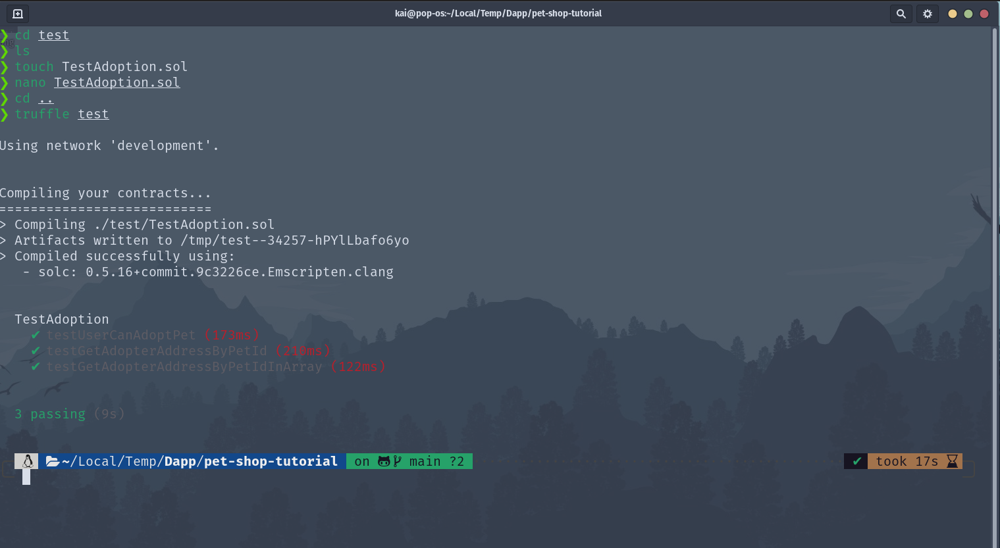 kai@pop-os:~/Local/Temp/Dapp/pet-shop-tutorial
❯ cd test
❯ ls
❯ touch TestAdoption.sol
❯ nano TestAdoption.sol
❯ cd ..
❯ truffle test
Using network 'development'.
Compiling your contracts...
===========================
> Compiling ./test/TestAdoption.sol
> Artifacts written to /tmp/test--34257-hPYlLbafo6yo
> Compiled successfully using:
- solc: 0.5.16+commit.9c3226ce.Emscripten.clang
TestAdoption
✔ testUserCanAdoptPet (173ms)
✔ testGetAdopterAddressByPetId (210ms)
✔ testGetAdopterAddressByPetIdInArray (122ms)
3 passing (9s)
~/Local/Temp/Dapp/pet-shop-tutorial on main ?2 ✔ took 17s